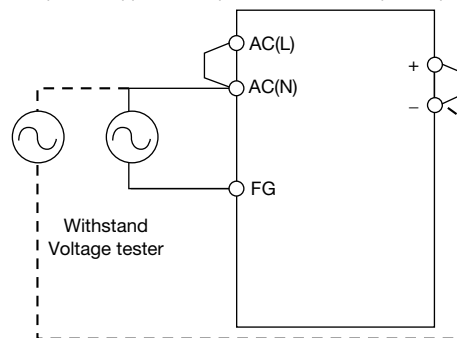 AC(L)
+
AC(N)
−
FG
Withstand
Voltage tester